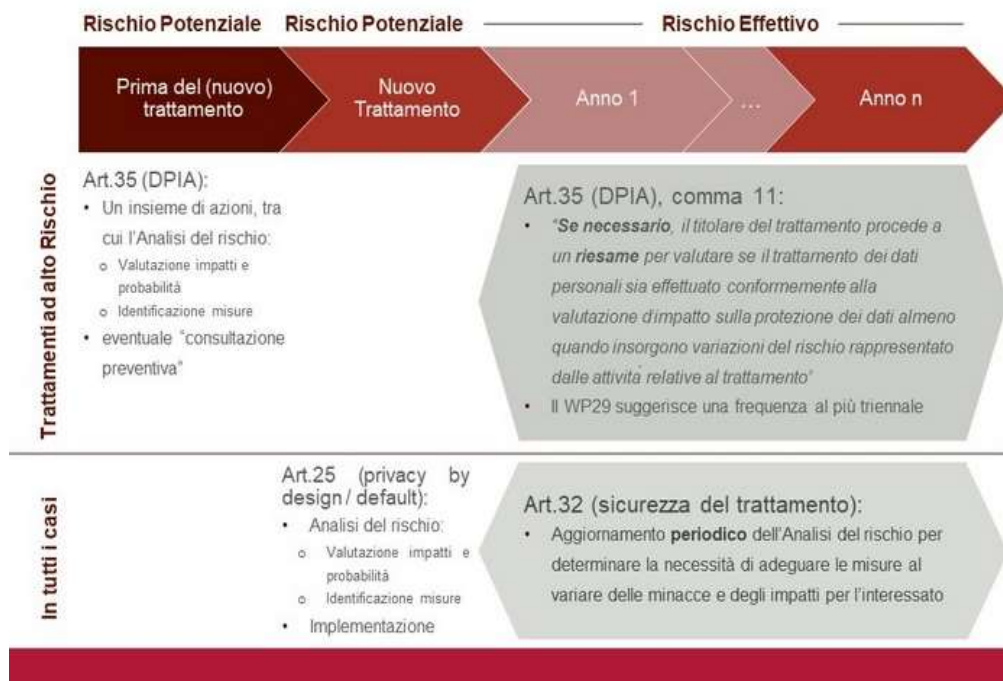 Rischio Potenziale
Rischio Potenziale
Rischio Effettivo
Prima del (nuovo)
trattamento
Nuovo
Trattamento
Anno 1
...
Anno n
Trattamenti ad alto Rischio
Art.35 (DPIA):
• Un insieme di azioni, tra
cui l'Analisi del rischio:
o Valutazione impatti e
probabilità
o Identificazione misure
• eventuale "consultazione
preventiva"
Art.35 (DPIA), comma 11:
• "Se necessario, il titolare del trattamento procede a
un riesame per valutare se il trattamento dei dati
personali sia effettuato conformemente alla
valutazione d'impatto sulla protezione dei dati almeno
quando insorgono variazioni del rischio rappresentato
dalle attività relative al trattamento"
• Il WP29 suggerisce una frequenza al più triennale
In tutti i casi
Art.25 (privacy by
design / default):
• Analisi del rischio:
o Valutazione impatti e
probabilità
o Identificazione misure
• Implementazione
Art.32 (sicurezza del trattamento):
• Aggiornamento periodico dell'Analisi del rischio per
determinare la necessità di adeguare le misure al
variare delle minacce e degli impatti per l'interessato